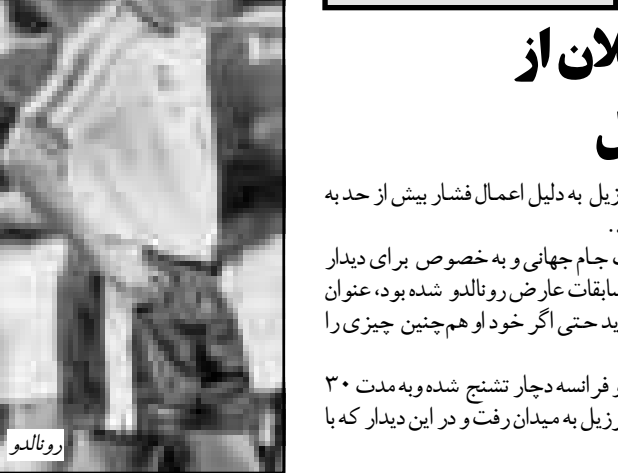 لان از
ل
زیل به دلیل اعمال فشار بیش از حد به
.
جام جهانی و به خصوص برای دیدار
سابقات عارض رونالدو شده بود، عنوان
ید حتی اگر خود او هم‌چنین چیزی را
و فرانسه دچار تشنج شده وبه مدت ۳۰
رزیل به میدان رفت و در این دیدار که با
رونالدو